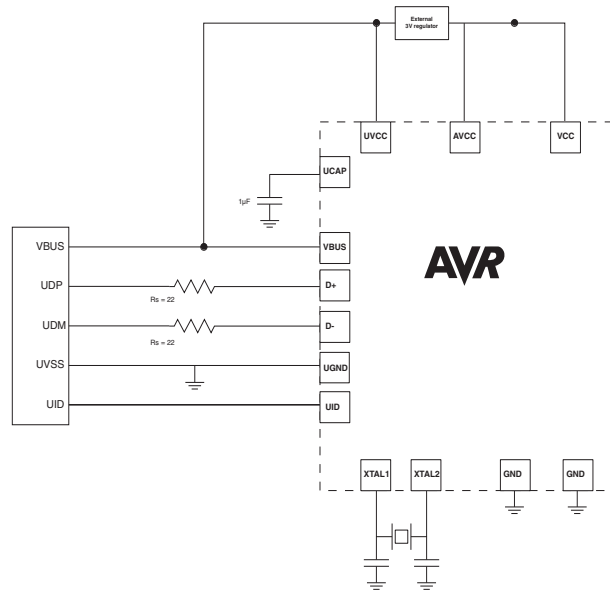 External
3V regulator
UVCC
AVCC
VCC
UCAP
1µF
VBUS
VBUS
AVR
UDP
D+
Rs = 22
UDM
D-
Rs = 22
UVSS
UGND
UID
UID
XTAL1
XTAL2
GND
GND